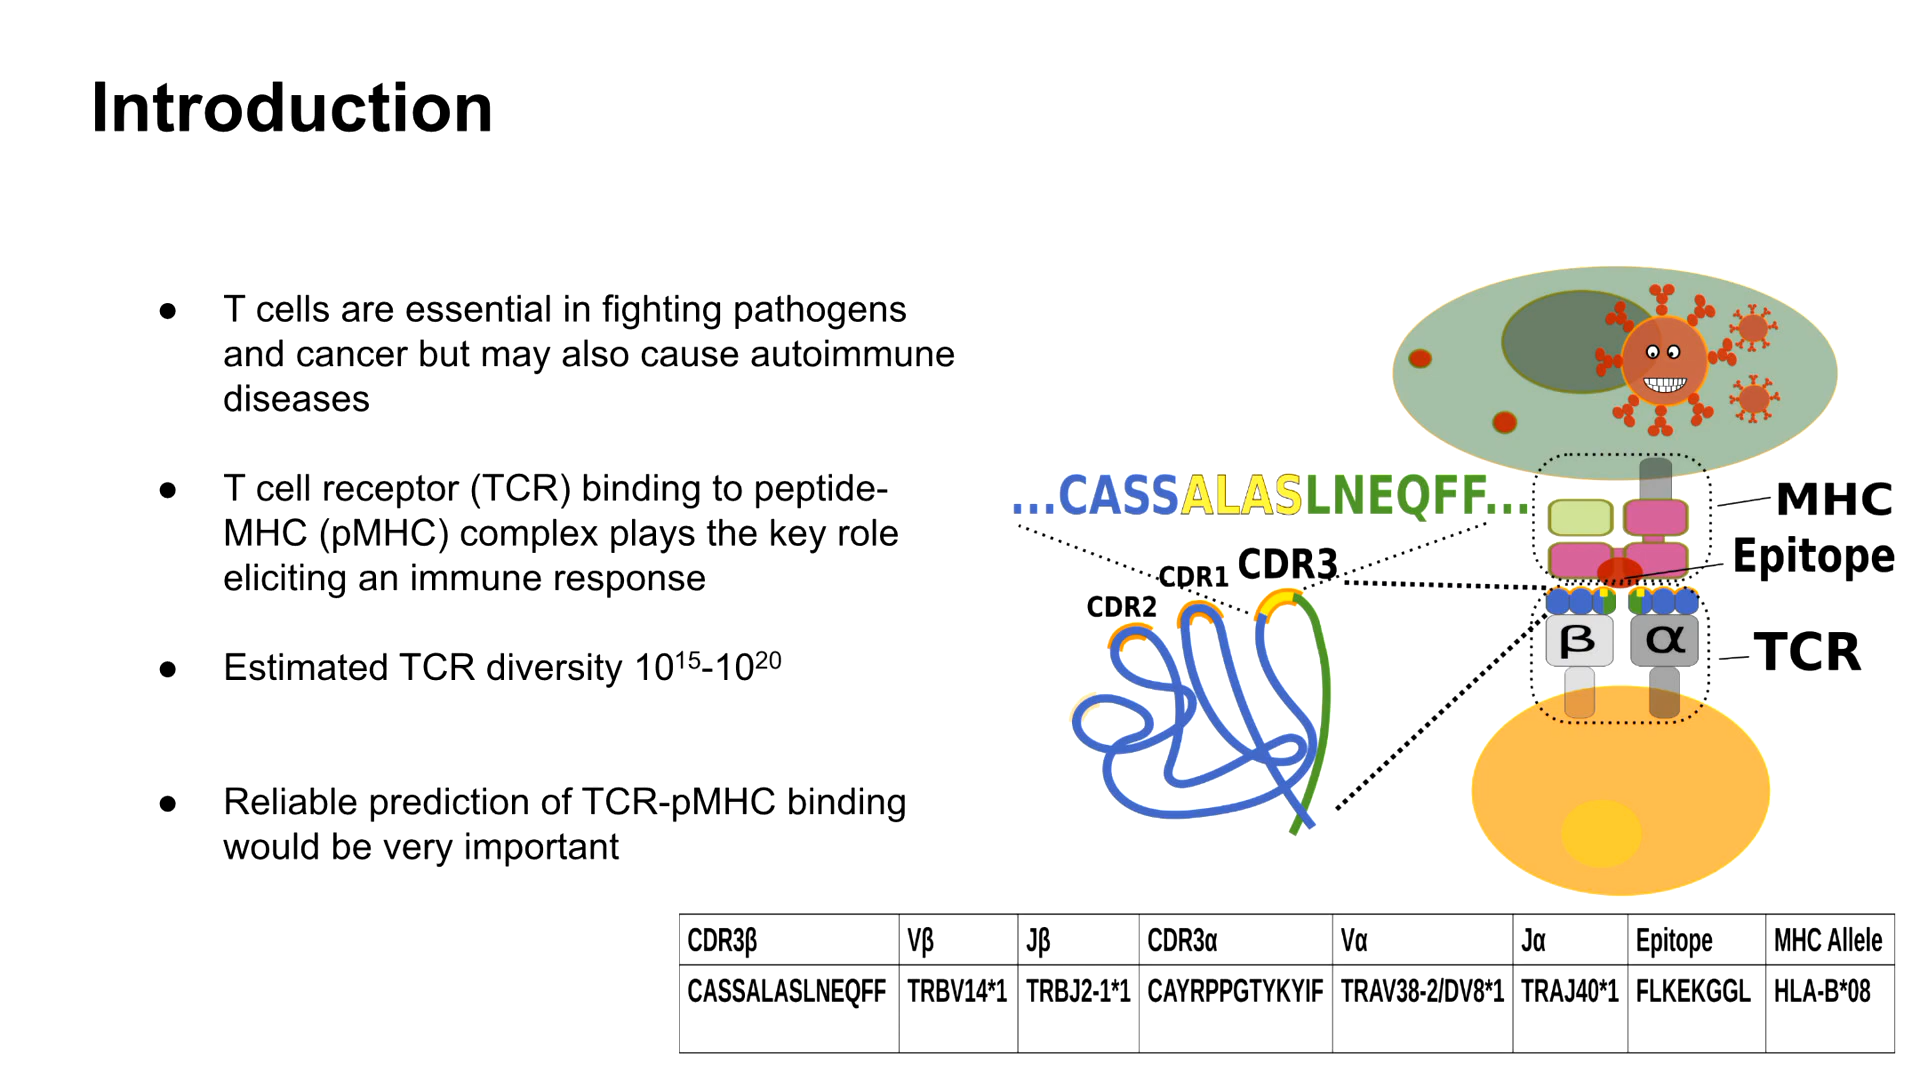 Introduction
● T cells are essential in fighting pathogens
and cancer but may also cause autoimmune
diseases
● T cell receptor (TCR) binding to peptide-
MHC (pMHC) complex plays the key role
eliciting an immune response
● Estimated TCR diversity 10¹⁵-10²⁰
● Reliable prediction of TCR-pMHC binding
would be very important
...CASSALASLNEQFF...
CDR1 CDR3
CDR2
MHC
Epitope
β α
TCR
CDR3β Vβ Jβ CDR3α Vα Jα Epitope MHC Allele
CASSALASLNEQFF TRBV14*1 TRBJ2-1*1 CAYRPPGTYKYIF TRAV38-2/DV8*1 TRAJ40*1 FLKEKGGL HLA-B*08